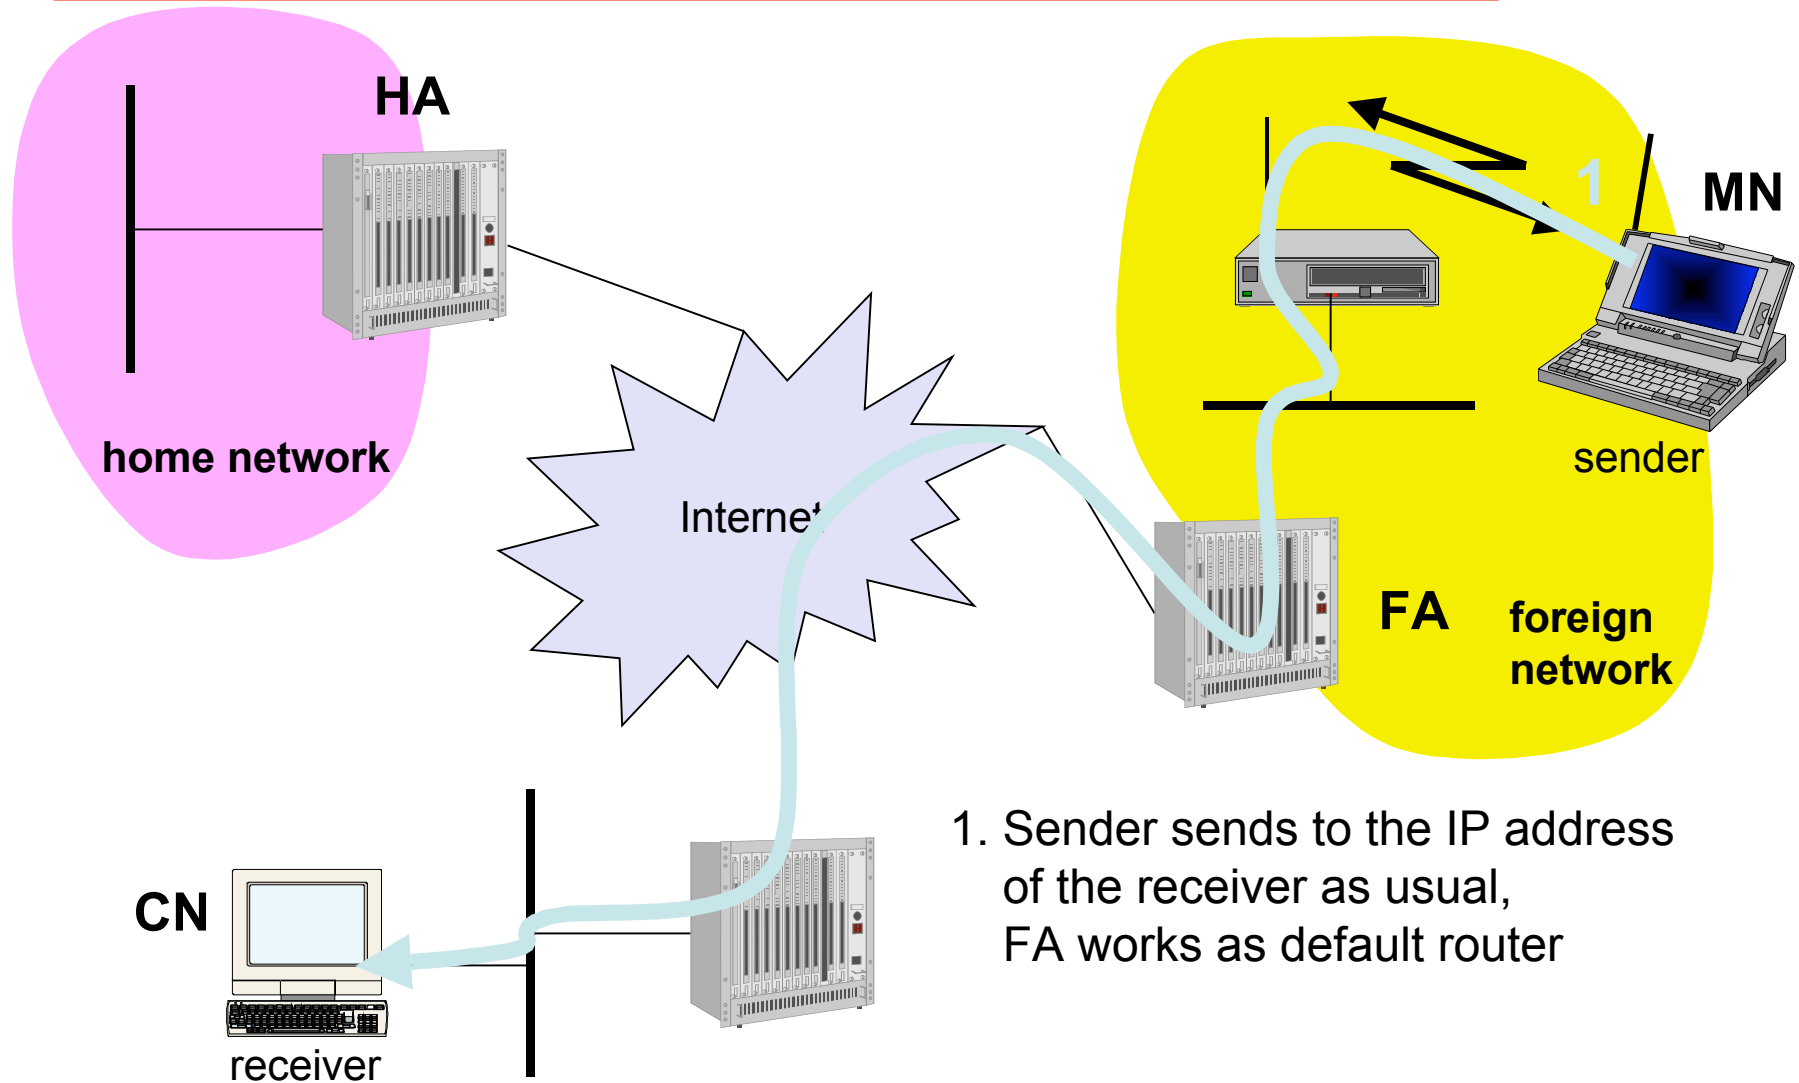 HA
1
MN
home network
sender
Internet
FA
foreign
network
1. Sender sends to the IP address
of the receiver as usual,
FA works as default router
CN
receiver